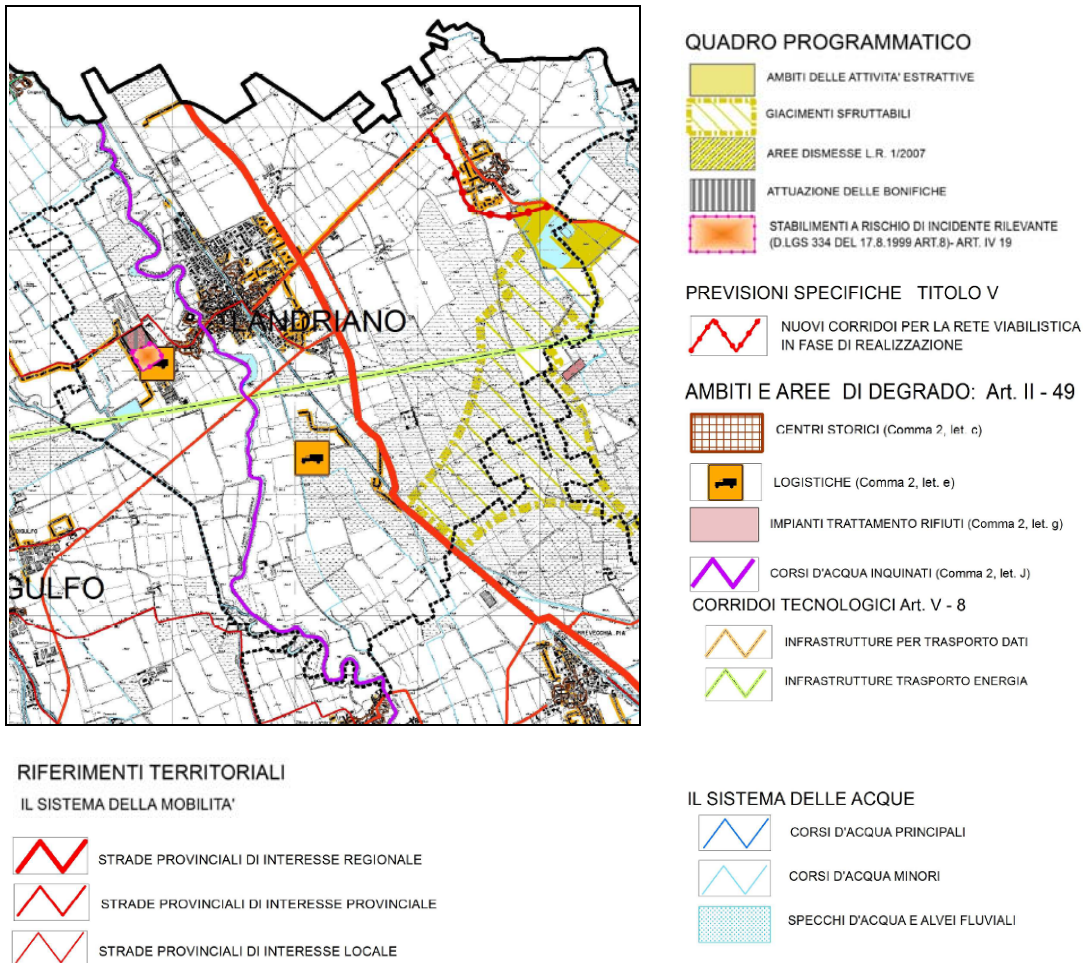 LANDRIANO
GULFO
QUADRO PROGRAMMATICO
AMBITI DELLE ATTIVITA' ESTRATTIVE
GIACIMENTI SFRUTTABILI
AREE DISMESSE L.R. 1/2007
ATTUAZIONE DELLE BONIFICHE
STABILIMENTI A RISCHIO DI INCIDENTE RILEVANTE
(D.LGS 334 DEL 17.8.1999 ART.8)- ART. IV 19
PREVISIONI SPECIFICHE TITOLO V
NUOVI CORRIDOI PER LA RETE VIABILISTICA
IN FASE DI REALIZZAZIONE
AMBITI E AREE DI DEGRADO: Art. II - 49
CENTRI STORICI (Comma 2, let. c)
LOGISTICHE (Comma 2, let. e)
IMPIANTI TRATTAMENTO RIFIUTI (Comma 2, let. g)
CORSI D'ACQUA INQUINATI (Comma 2, let. J)
CORRIDOI TECNOLOGICI Art. V - 8
INFRASTRUTTURE PER TRASPORTO DATI
INFRASTRUTTURE TRASPORTO ENERGIA
RIFERIMENTI TERRITORIALI
IL SISTEMA DELLA MOBILITA'
STRADE PROVINCIALI DI INTERESSE REGIONALE
STRADE PROVINCIALI DI INTERESSE PROVINCIALE
STRADE PROVINCIALI DI INTERESSE LOCALE
IL SISTEMA DELLE ACQUE
CORSI D'ACQUA PRINCIPALI
CORSI D'ACQUA MINORI
SPECCHI D'ACQUA E ALVEI FLUVIALI